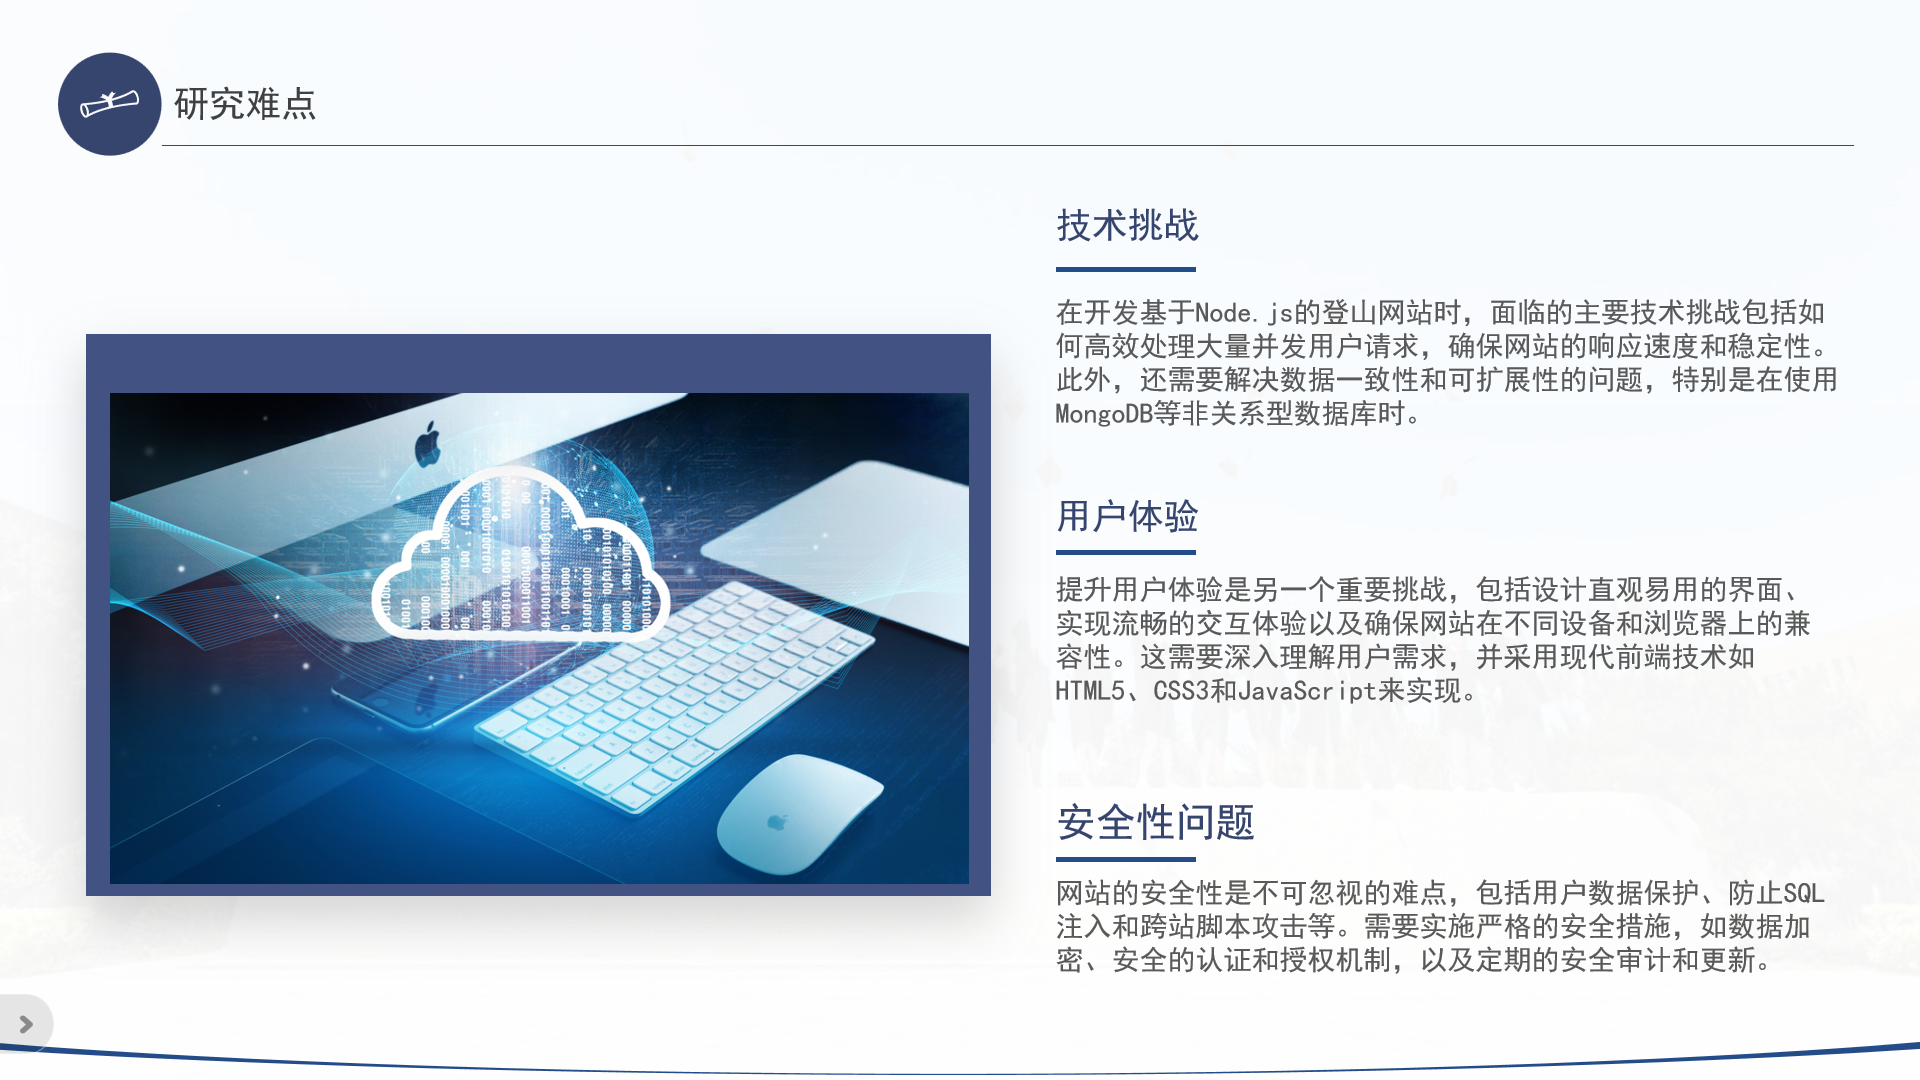 研究难点
技术挑战
在开发基于Node.js的登山网站时，面临的主要技术挑战包括如
何高效处理大量并发用户请求，确保网站的响应速度和稳定性。
此外，还需要解决数据一致性和可扩展性的问题，特别是在使用
MongoDB等非关系型数据库时。
用户体验
提升用户体验是另一个重要挑战，包括设计直观易用的界面、
实现流畅的交互体验以及确保网站在不同设备和浏览器上的兼
容性。这需要深入理解用户需求，并采用现代前端技术如
HTML5、CSS3和JavaScript来实现。
安全性问题
网站的安全性是不可忽视的难点，包括用户数据保护、防止SQL
注入和跨站脚本攻击等。需要实施严格的安全措施，如数据加
密、安全的认证和授权机制，以及定期的安全审计和更新。